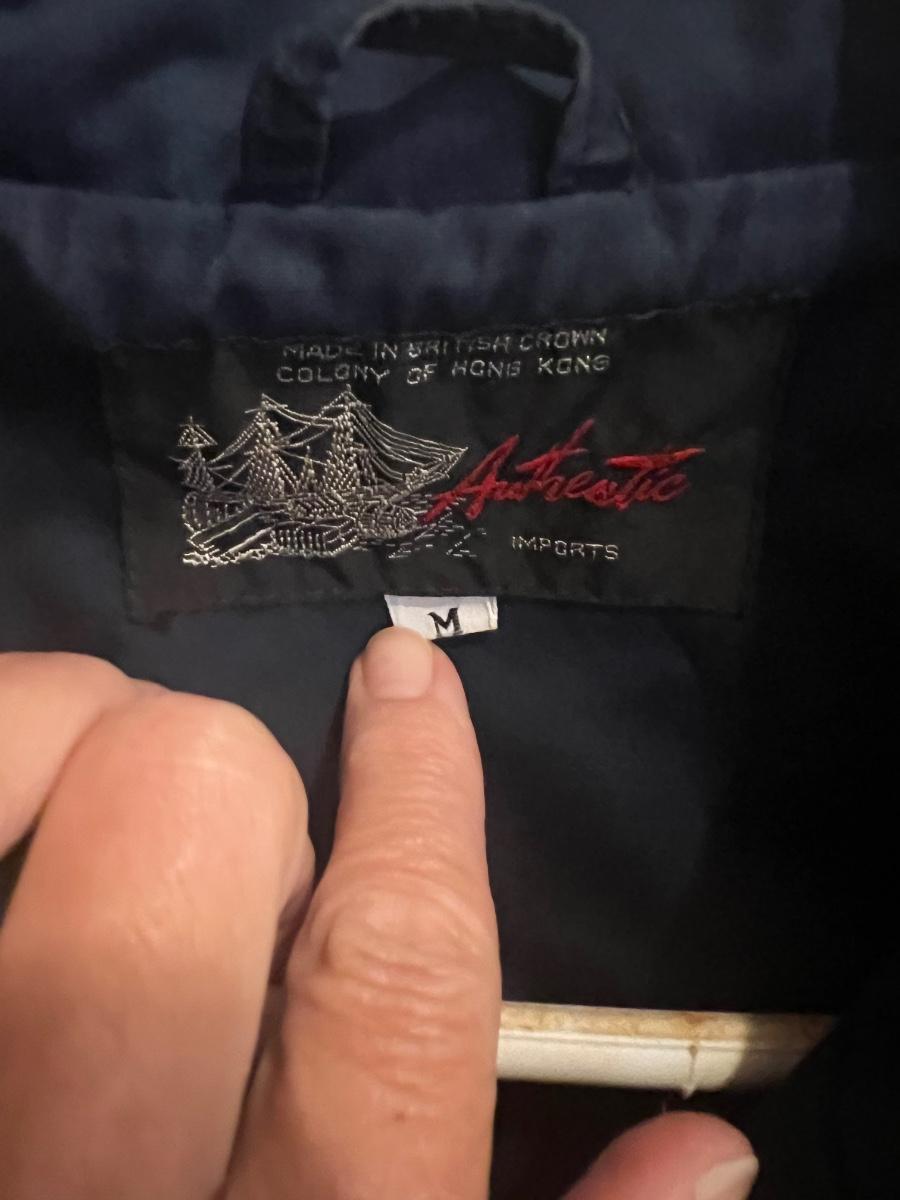 MADE IN BRITISH CROWN
COLONY OF HONG KONG
Authentic
IMPORTS
M